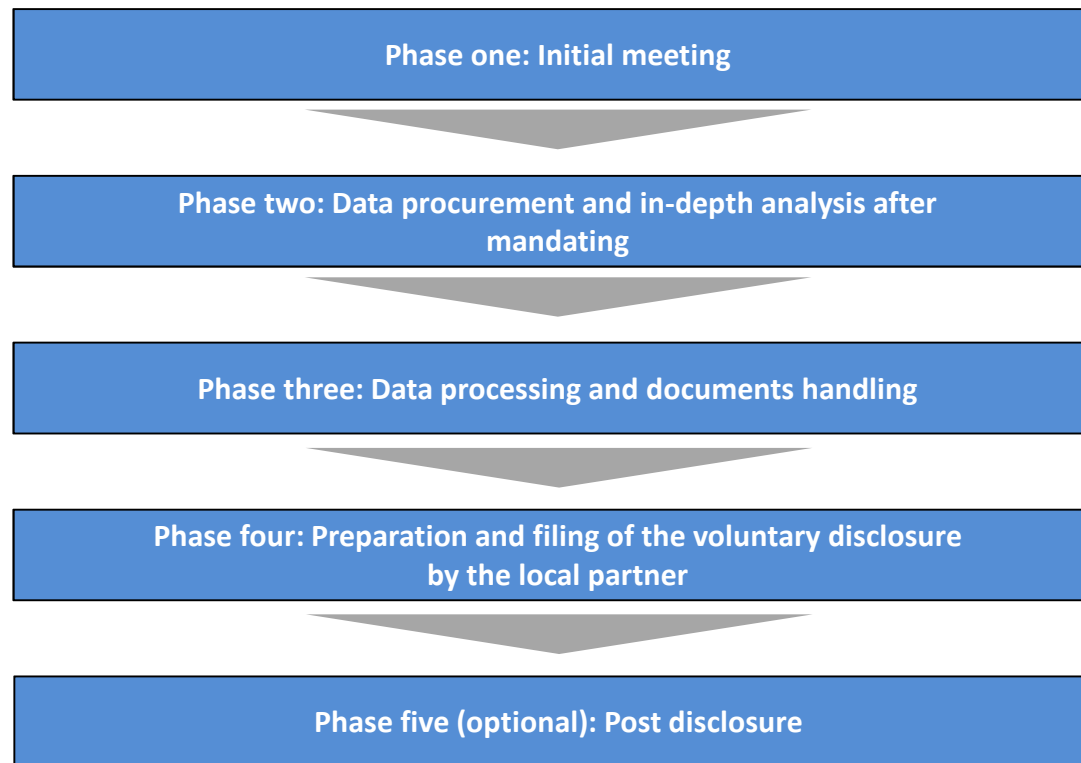 Phase one: Initial meeting
Phase two: Data procurement and in-depth analysis after
mandating
Phase three: Data processing and documents handling
Phase four: Preparation and filing of the voluntary disclosure
by the local partner
Phase five (optional): Post disclosure